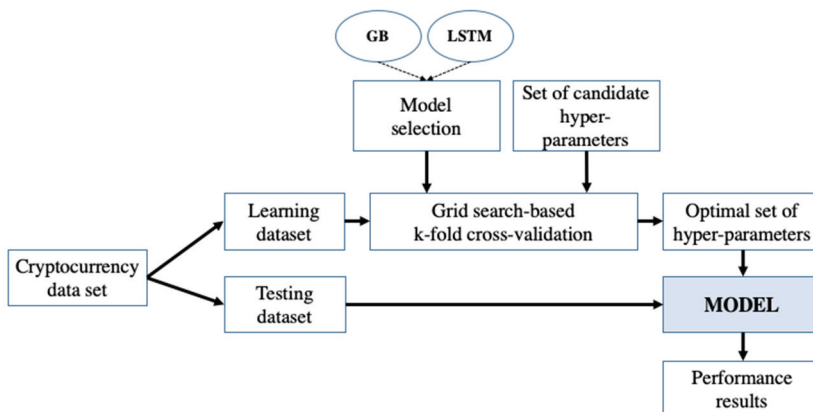 GB
LSTM
Model
selection
Set of candidate
hyper-
parameters
Learning
dataset
Grid search-based
k-fold cross-validation
Optimal set of
hyper-parameters
Cryptocurrency
data set
Testing
dataset
MODEL
Performance
results